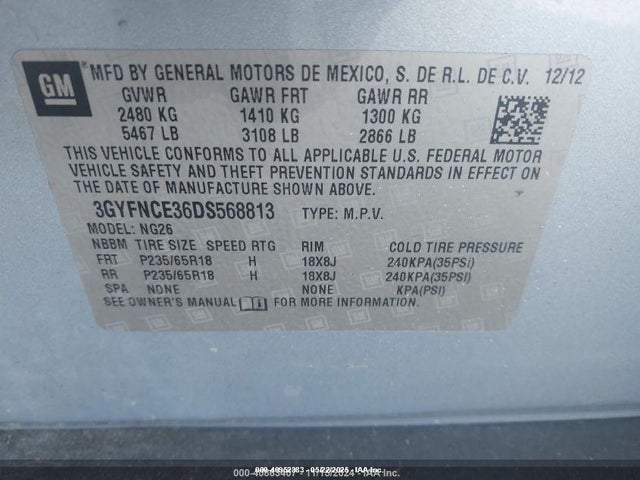 GM MFD BY GENERAL MOTORS DE MEXICO, S. DE R.L. DE C.V. 12/12
GVWR GAWR FRT GAWR RR
2480 KG 1410 KG 1300 KG
5467 LB 3108 LB 2866 LB
THIS VEHICLE CONFORMS TO ALL APPLICABLE U.S. FEDERAL MOTOR
VEHICLE SAFETY AND THEFT PREVENTION STANDARDS IN EFFECT ON
THE DATE OF MANUFACTURE SHOWN ABOVE.
3GYFNCE36DS568813 TYPE: M.P.V.
MODEL: NG26
NBBM TIRE SIZE SPEED RTG RIM COLD TIRE PRESSURE
FRT P235/65R18 H 18X8J 240KPA(35PSI)
RR P235/65R18 H 18X8J 240KPA(35PSI)
SPA NONE NONE KPA(PSI)
SEE OWNER'S MANUAL FOR MORE INFORMATION.